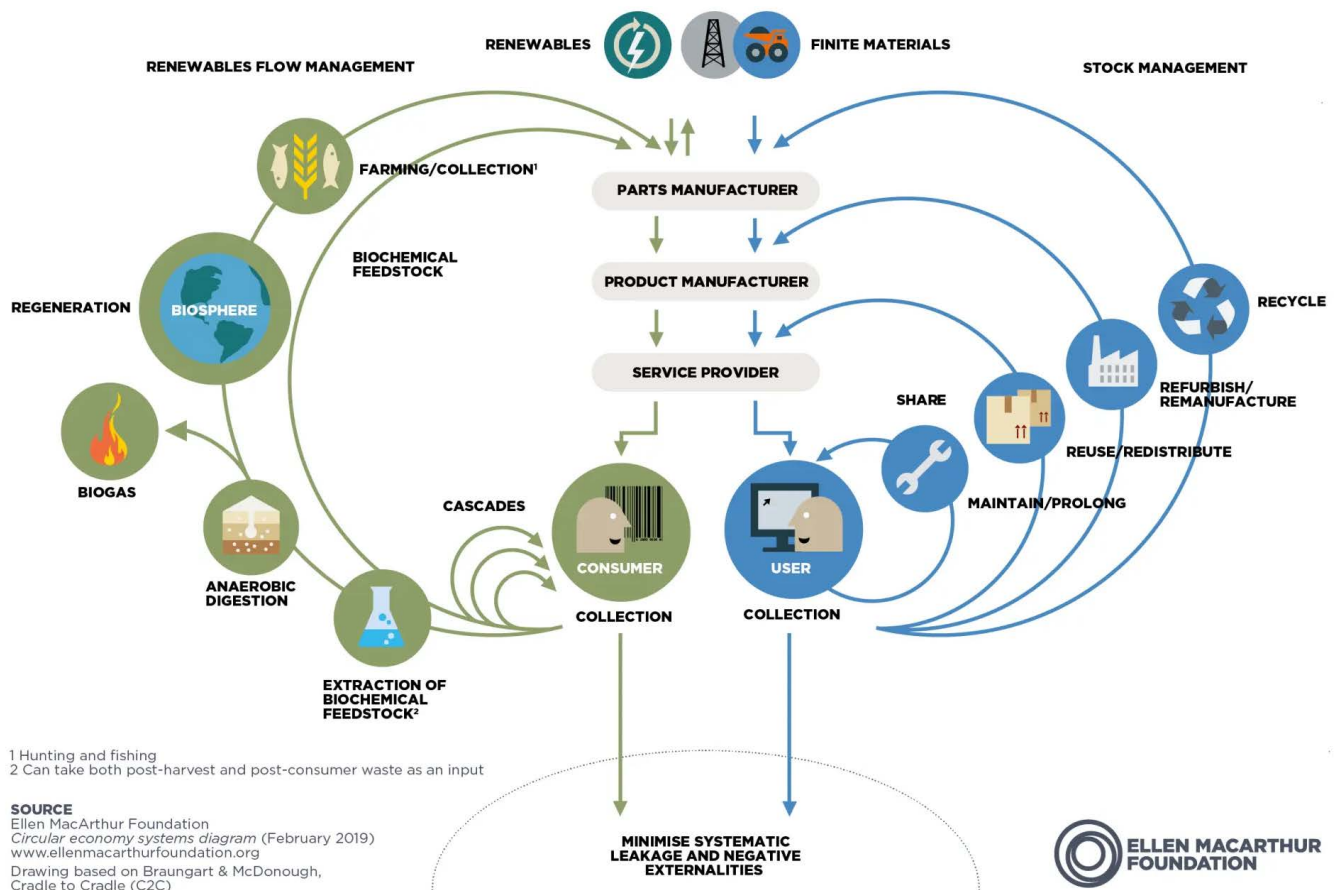 RENEWABLES
FINITE MATERIALS
RENEWABLES FLOW MANAGEMENT
STOCK MANAGEMENT
FARMING/COLLECTION¹
PARTS MANUFACTURER
BIOCHEMICAL
FEEDSTOCK
PRODUCT MANUFACTURER
REGENERATION
BIOSPHERE
RECYCLE
SERVICE PROVIDER
SHARE
REFURBISH/
REMANUFACTURE
REUSE/REDISTRIBUTE
BIOGAS
CASCADES
MAINTAIN/PROLONG
CONSUMER
USER
ANAEROBIC
DIGESTION
COLLECTION
COLLECTION
EXTRACTION OF
BIOCHEMICAL
FEEDSTOCK²
1 Hunting and fishing
2 Can take both post-harvest and post-consumer waste as an input
SOURCE
Ellen MacArthur Foundation
Circular economy systems diagram (February 2019)
www.ellenmacarthurfoundation.org
Drawing based on Braungart & McDonough,
Cradle to Cradle (C2C)
MINIMISE SYSTEMATIC
LEAKAGE AND NEGATIVE
EXTERNALITIES
ELLEN MACARTHUR
FOUNDATION